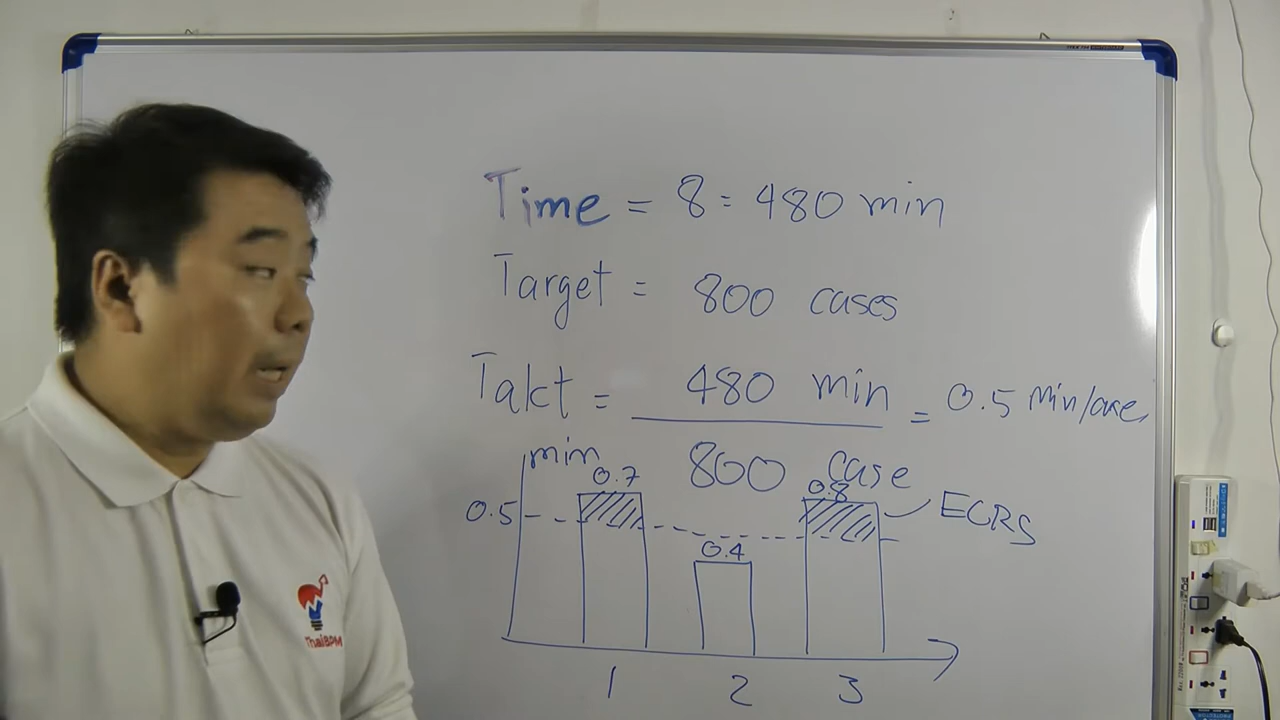 Time = 8 = 480 min
Target = 800 cases
Takt = 480 min = 0.5 min/case
800 case
min
0.7
0.8
0.5
ECRS
0.4
1 2 3
ThaiBPM